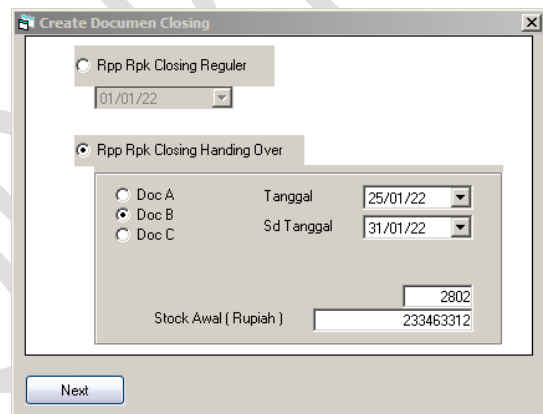 Create Documen Closing
Rpp Rpk Closing Reguler
01/01/22
Rpp Rpk Closing Handing Over
Doc A
Doc B
Doc C
Tanggal 25/01/22
Sd Tanggal 31/01/22
2802
Stock Awal ( Rupiah ) 233463312
Next